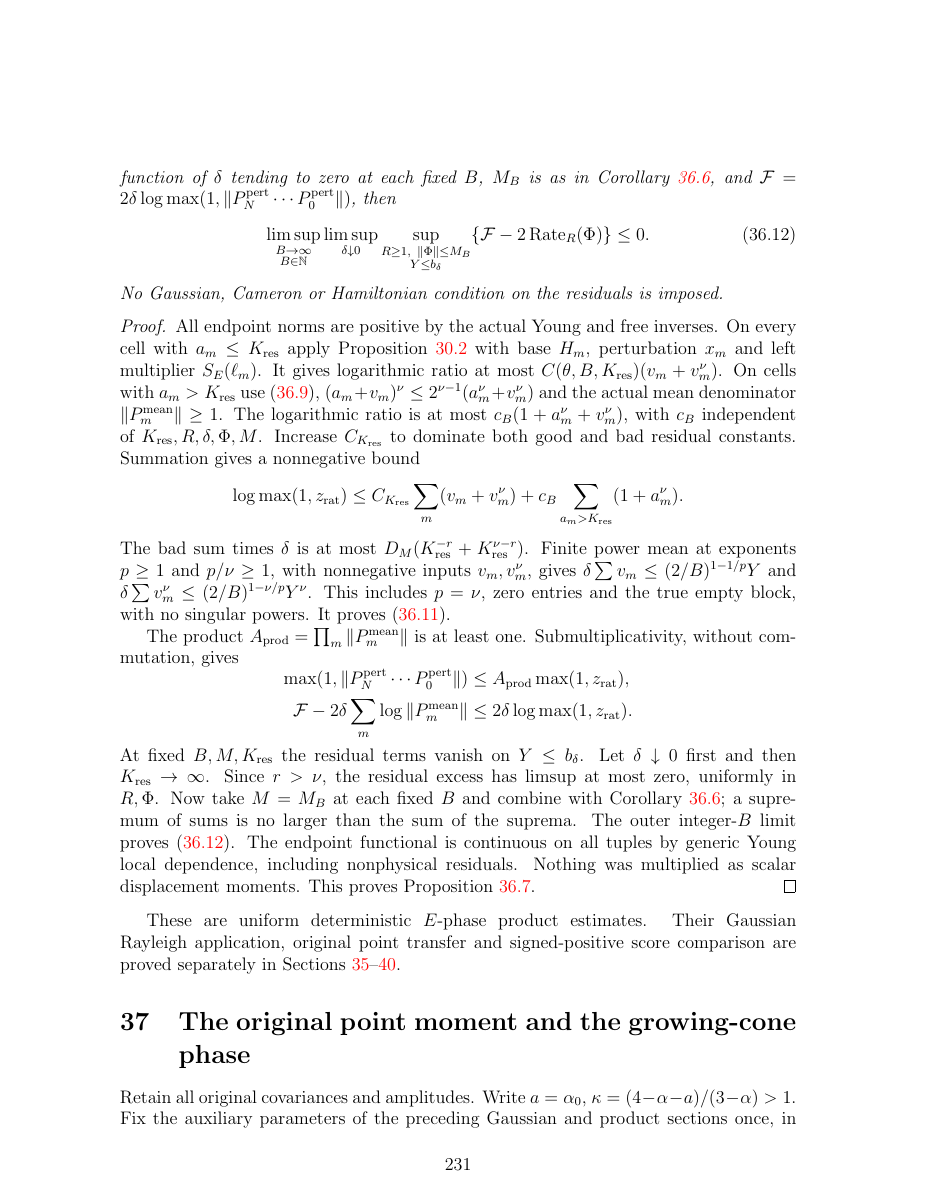 function of δ tending to zero at each fixed B, M_B is as in Corollary 36.6, and F =
2δ log max(1, ‖P_N^pert ··· P_0^pert‖), then
lim sup_{B→∞, B∈ℕ} lim sup_{δ↓0} sup_{R≥1, ‖Φ‖≤M_B, Y≤b_δ} {F − 2 Rate_R(Φ)} ≤ 0. (36.12)
No Gaussian, Cameron or Hamiltonian condition on the residuals is imposed.
Proof. All endpoint norms are positive by the actual Young and free inverses. On every
cell with a_m ≤ K_res apply Proposition 30.2 with base H_m, perturbation x_m and left
multiplier S_E(ℓ_m). It gives logarithmic ratio at most C(θ, B, K_res)(v_m + v_m^ν). On cells
with a_m > K_res use (36.9), (a_m+v_m)^ν ≤ 2^{ν−1}(a_m^ν+v_m^ν) and the actual mean denominator
‖P_m^mean‖ ≥ 1. The logarithmic ratio is at most c_B(1 + a_m^ν + v_m^ν), with c_B independent
of K_res, R, δ, Φ, M. Increase C_{K_res} to dominate both good and bad residual constants.
Summation gives a nonnegative bound
log max(1, z_rat) ≤ C_{K_res} ∑_m (v_m + v_m^ν) + c_B ∑_{a_m>K_res} (1 + a_m^ν).
The bad sum times δ is at most D_M(K_res^{−r} + K_res^{ν−r}). Finite power mean at exponents
p ≥ 1 and p/ν ≥ 1, with nonnegative inputs v_m, v_m^ν, gives δ ∑ v_m ≤ (2/B)^{1−1/p}Y and
δ ∑ v_m^ν ≤ (2/B)^{1−ν/p}Y^ν. This includes p = ν, zero entries and the true empty block,
with no singular powers. It proves (36.11).
The product A_prod = ∏_m ‖P_m^mean‖ is at least one. Submultiplicativity, without com-
mutation, gives
max(1, ‖P_N^pert ··· P_0^pert‖) ≤ A_prod max(1, z_rat),
F − 2δ ∑_m log ‖P_m^mean‖ ≤ 2δ log max(1, z_rat).
At fixed B, M, K_res the residual terms vanish on Y ≤ b_δ. Let δ ↓ 0 first and then
K_res → ∞. Since r > ν, the residual excess has limsup at most zero, uniformly in
R, Φ. Now take M = M_B at each fixed B and combine with Corollary 36.6; a supre-
mum of sums is no larger than the sum of the suprema. The outer integer-B limit
proves (36.12). The endpoint functional is continuous on all tuples by generic Young
local dependence, including nonphysical residuals. Nothing was multiplied as scalar
displacement moments. This proves Proposition 36.7. □
These are uniform deterministic E-phase product estimates. Their Gaussian
Rayleigh application, original point transfer and signed-positive score comparison are
proved separately in Sections 35–40.
37 The original point moment and the growing-cone
phase
Retain all original covariances and amplitudes. Write a = α_0, κ = (4−α−a)/(3−α) > 1.
Fix the auxiliary parameters of the preceding Gaussian and product sections once, in
231